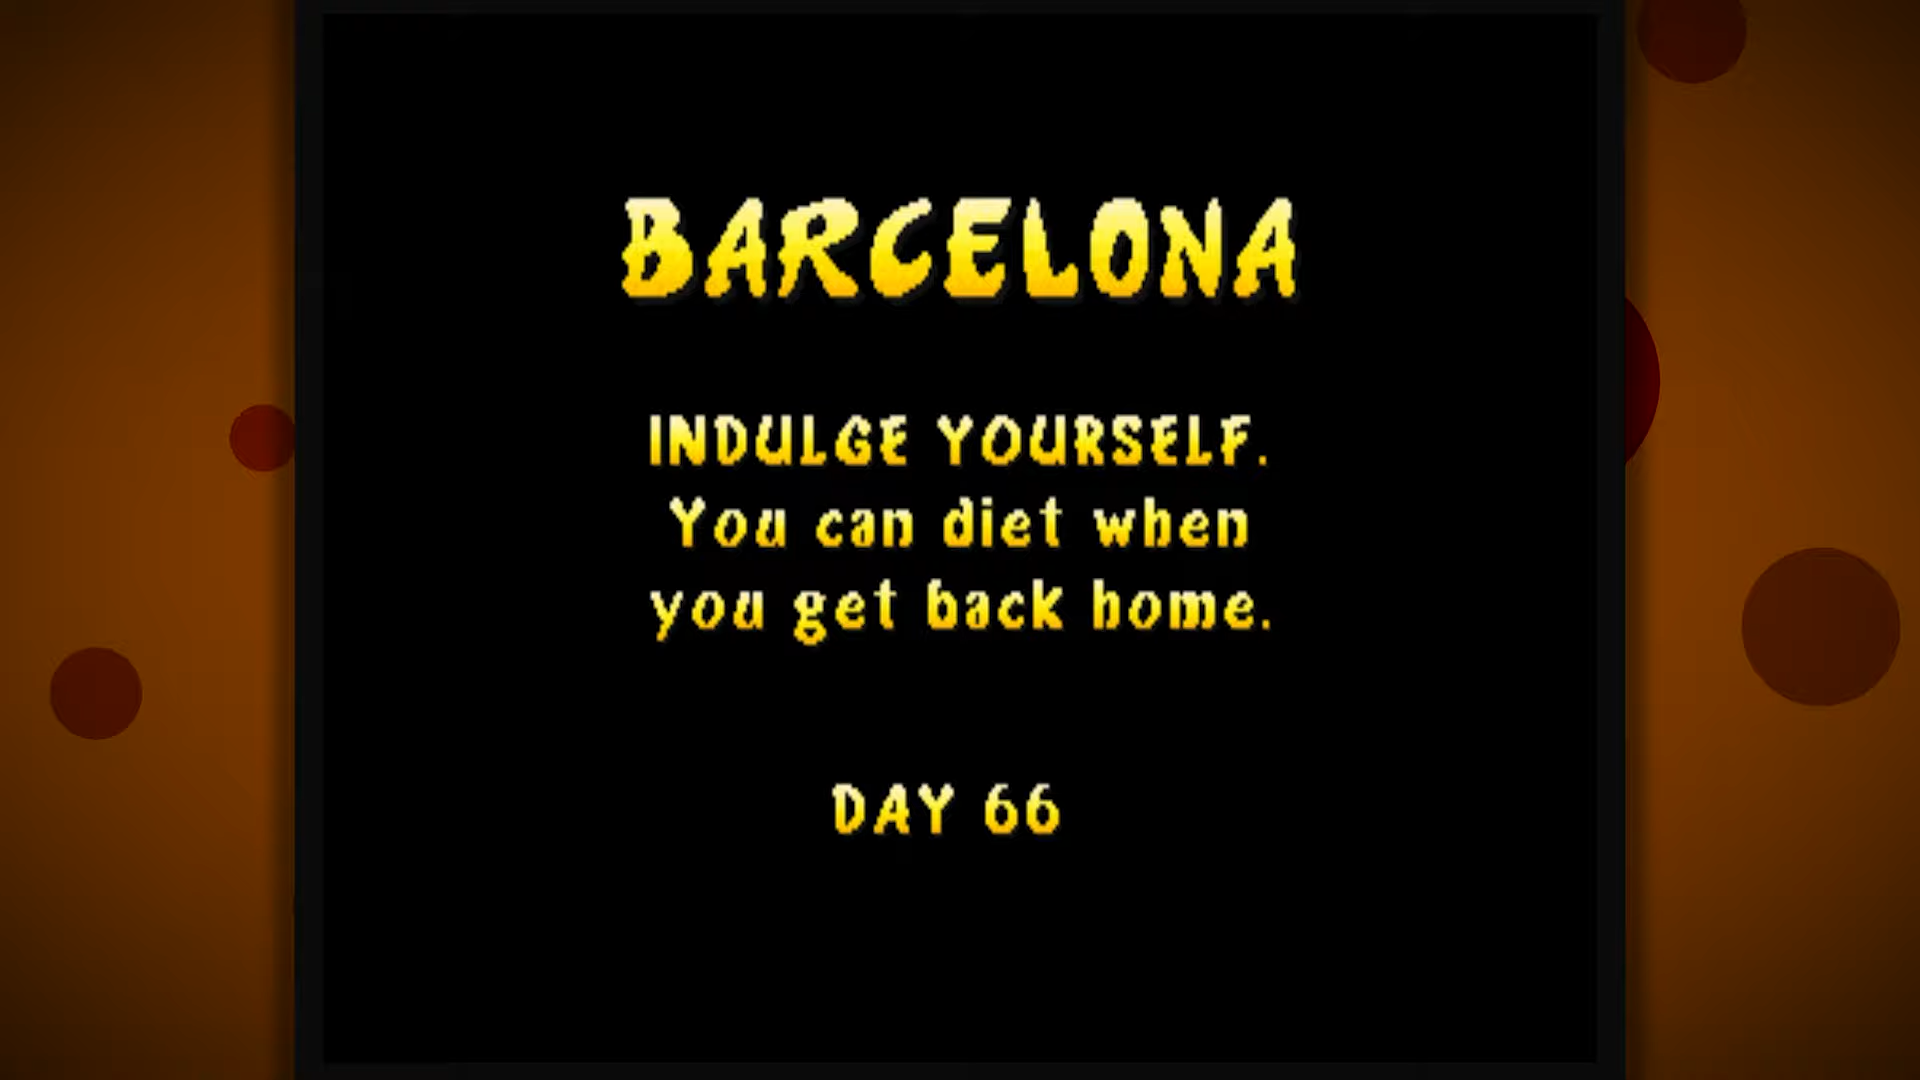 BARCELONA
INDULGE YOURSELF.
You can diet when
you get back home.
DAY 66